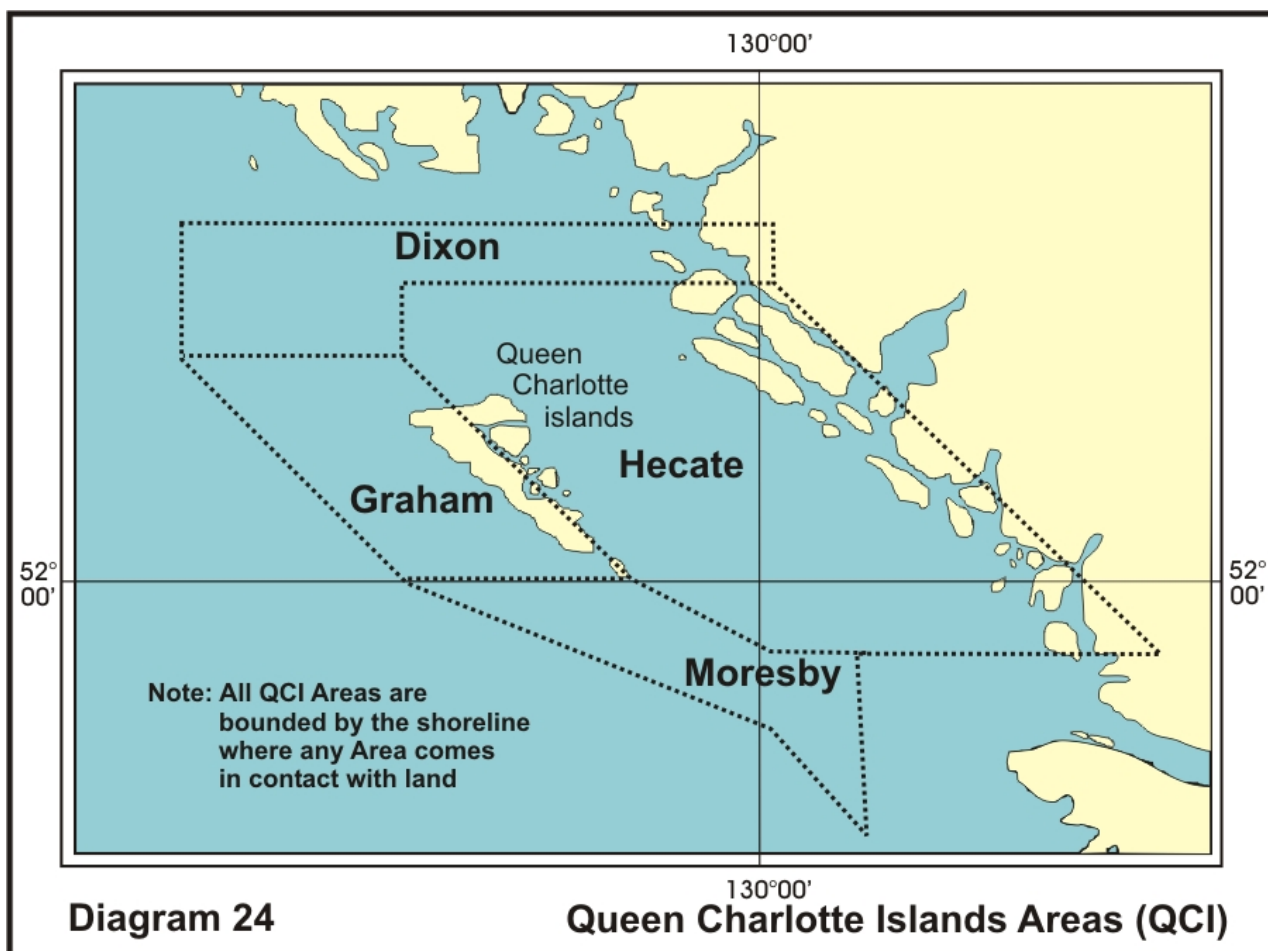 130°00'
Dixon
Queen
Charlotte
islands
Hecate
Graham
52°
00'
52°
00'
Moresby
Note: All QCI Areas are
bounded by the shoreline
where any Area comes
in contact with land
130°00'
Diagram 24
Queen Charlotte Islands Areas (QCI)